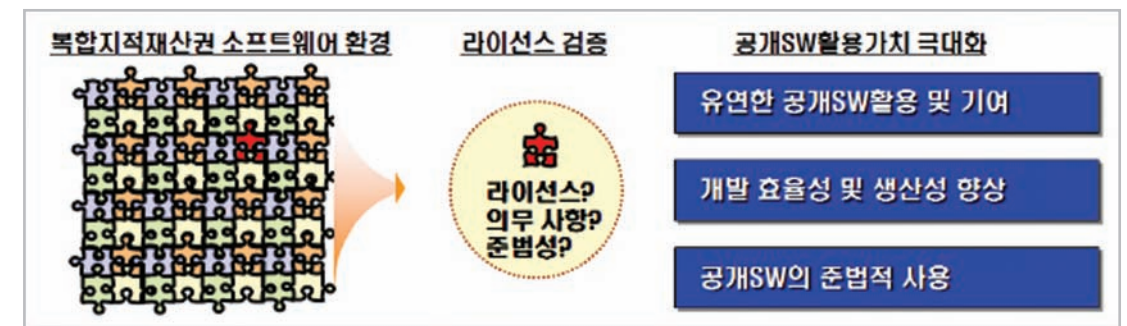 복합지적재산권 소프트웨어 환경
라이선스 검증
라이선스?
의무 사항?
준범성?
공개SW활용가치 극대화
유연한 공개SW활용 및 기여
개발 효율성 및 생산성 향상
공개SW의 준법적 사용